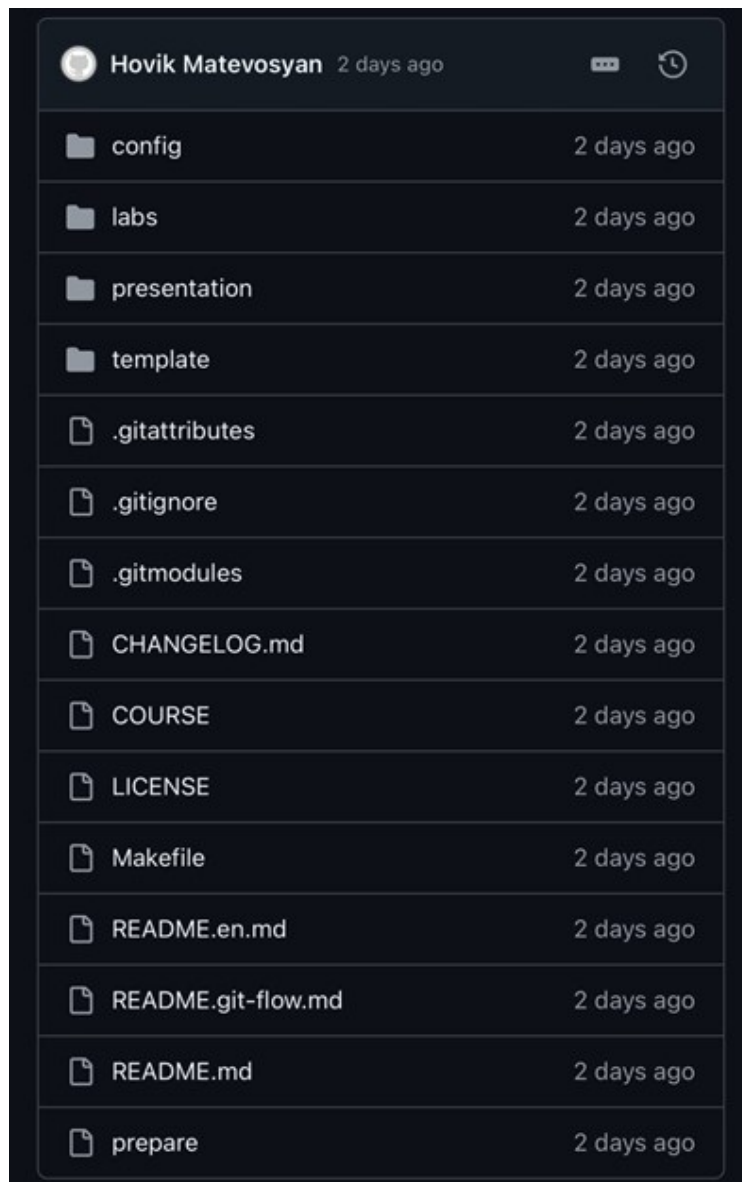 Hovik Matevosyan 2 days ago
config 2 days ago
labs 2 days ago
presentation 2 days ago
template 2 days ago
.gitattributes 2 days ago
.gitignore 2 days ago
.gitmodules 2 days ago
CHANGELOG.md 2 days ago
COURSE 2 days ago
LICENSE 2 days ago
Makefile 2 days ago
README.en.md 2 days ago
README.git-flow.md 2 days ago
README.md 2 days ago
prepare 2 days ago